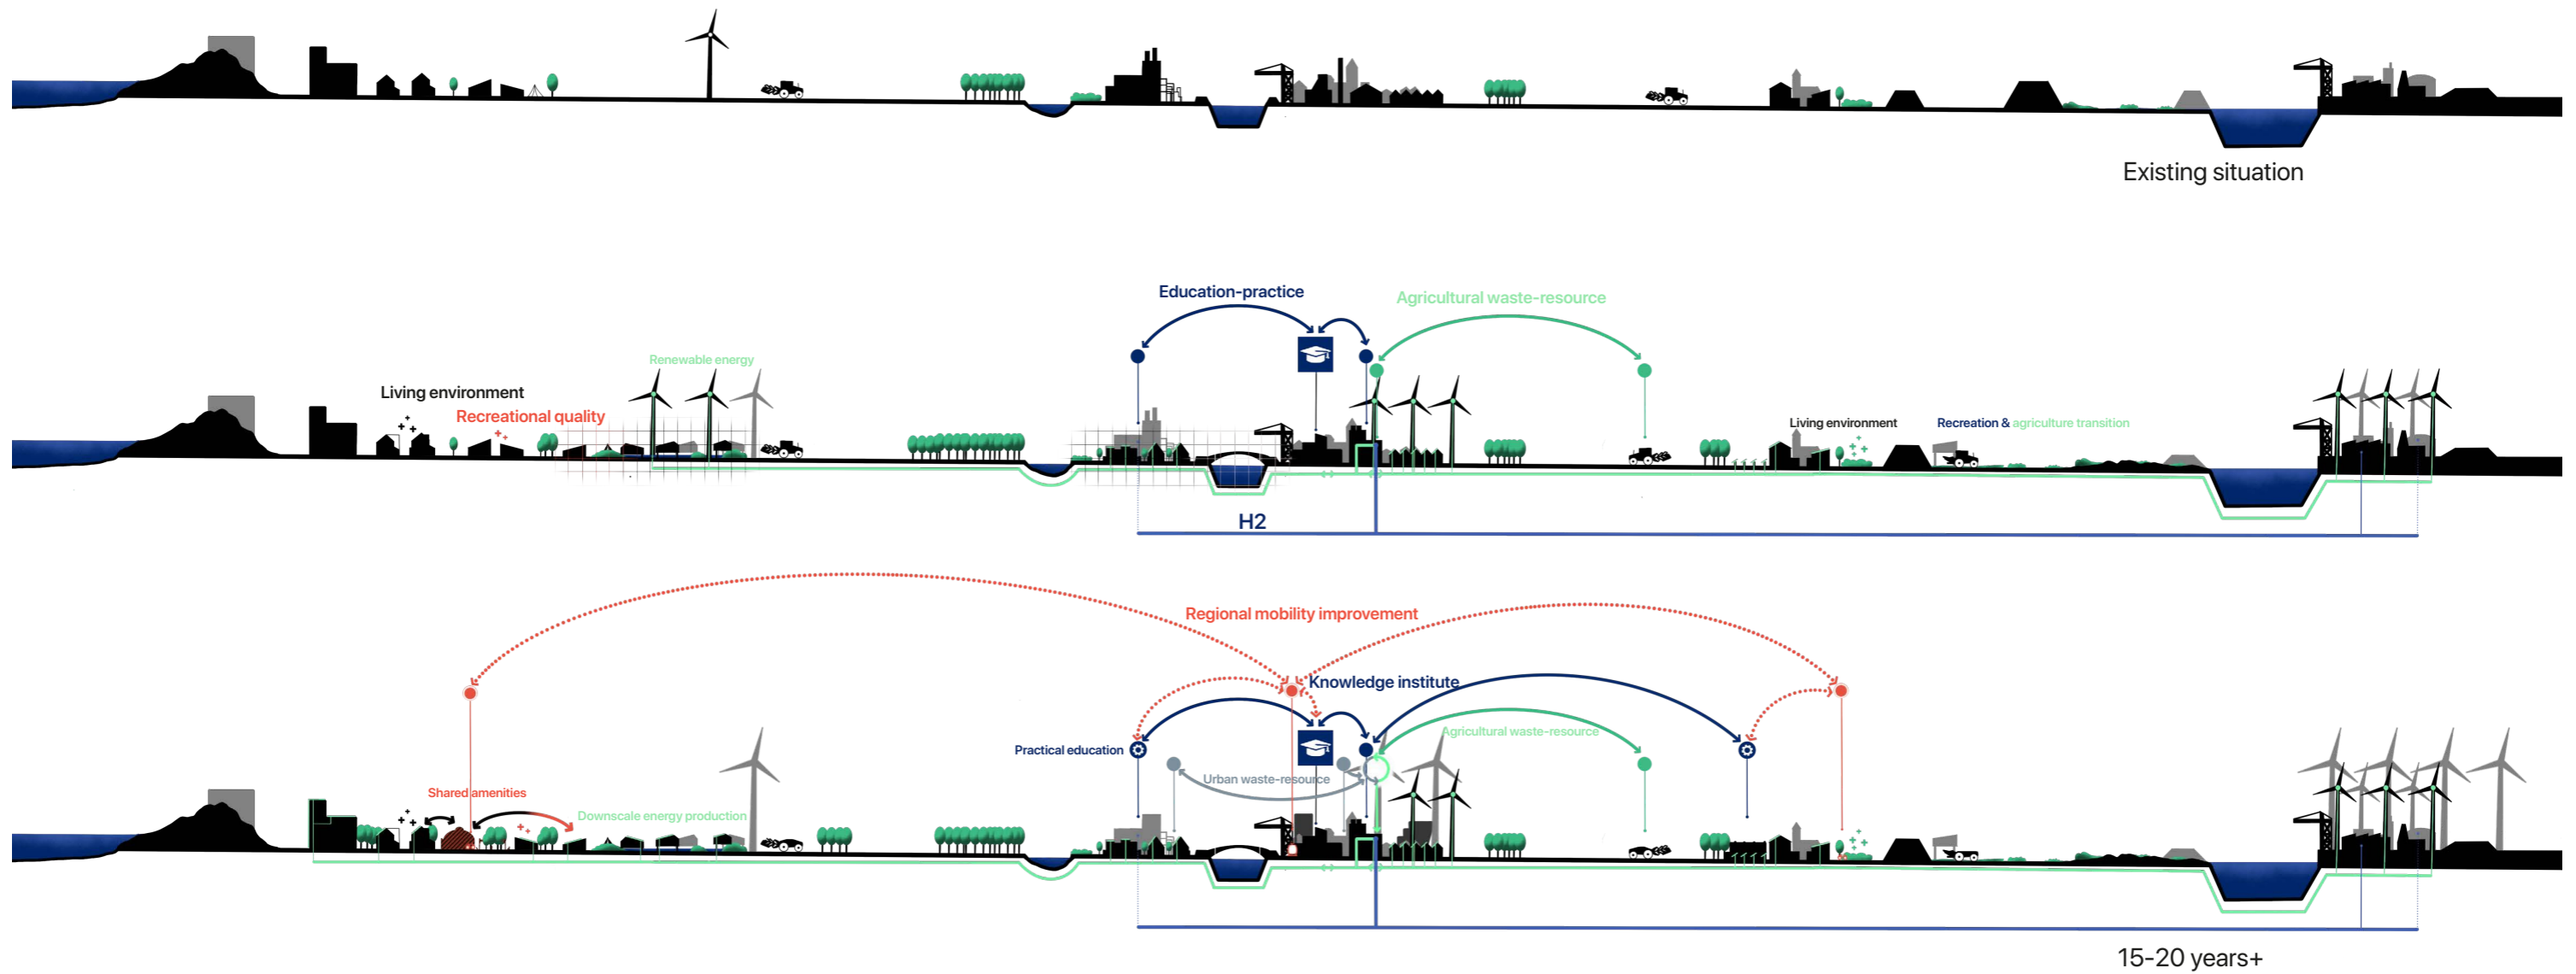 Existing situation
Education-practice
Agricultural waste-resource
Renewable energy
Living environment
Recreational quality
Living environment
Recreation & agriculture transition
H2
Regional mobility improvement
Knowledge institute
Agricultural waste-resource
Practical education
Urban waste-resource
Shared amenities
Downscale energy production
15-20 years+